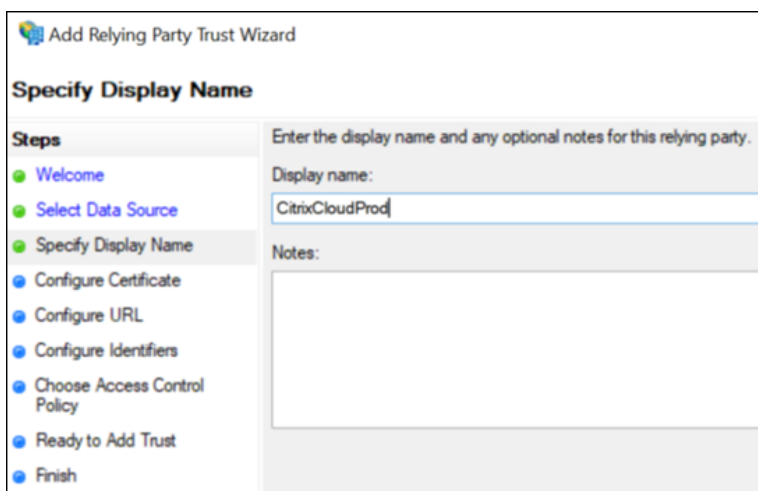 Add Relying Party Trust Wizard
Specify Display Name
Steps
Welcome
Select Data Source
Specify Display Name
Configure Certificate
Configure URL
Configure Identifiers
Choose Access Control
Policy
Ready to Add Trust
Finish
Enter the display name and any optional notes for this relying party.
Display name:
CitrixCloudProd
Notes: